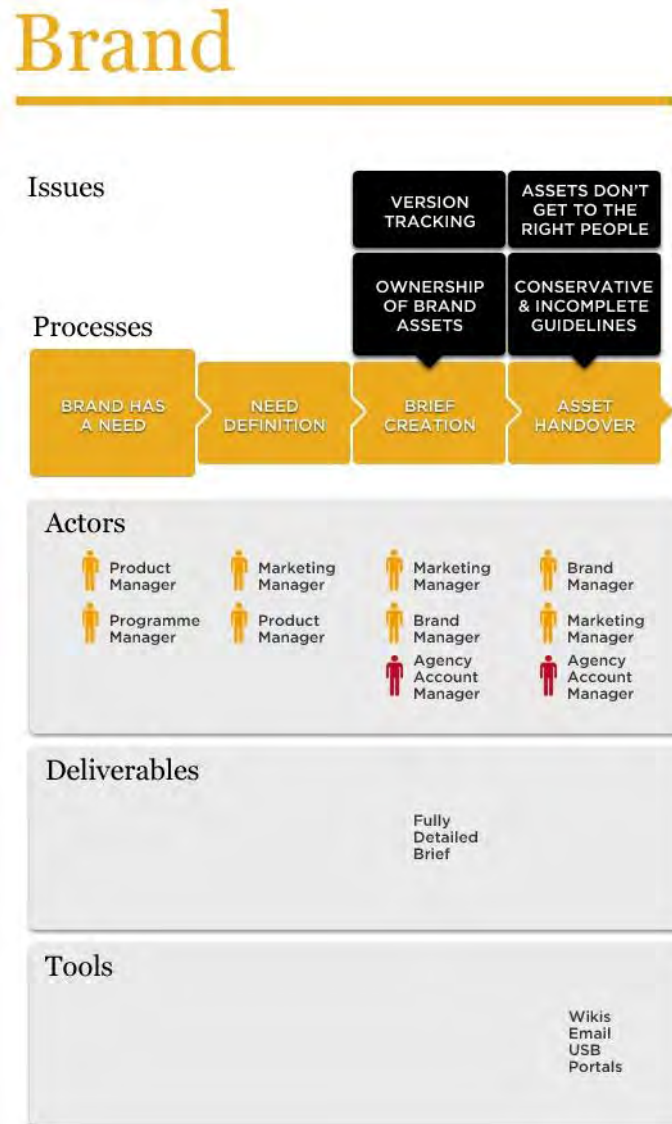 Brand
Issues
VERSION
TRACKING
ASSETS DON'T
GET TO THE
RIGHT PEOPLE
OWNERSHIP
OF BRAND
ASSETS
CONSERVATIVE
& INCOMPLETE
GUIDELINES
Processes
BRAND HAS
A NEED
NEED
DEFINITION
BRIEF
CREATION
ASSET
HANDOVER
Actors
Product
Manager
Programme
Manager
Marketing
Manager
Product
Manager
Marketing
Manager
Brand
Manager
Agency
Account
Manager
Brand
Manager
Marketing
Manager
Agency
Account
Manager
Deliverables
Fully
Detailed
Brief
Tools
Wikis
Email
USB
Portals